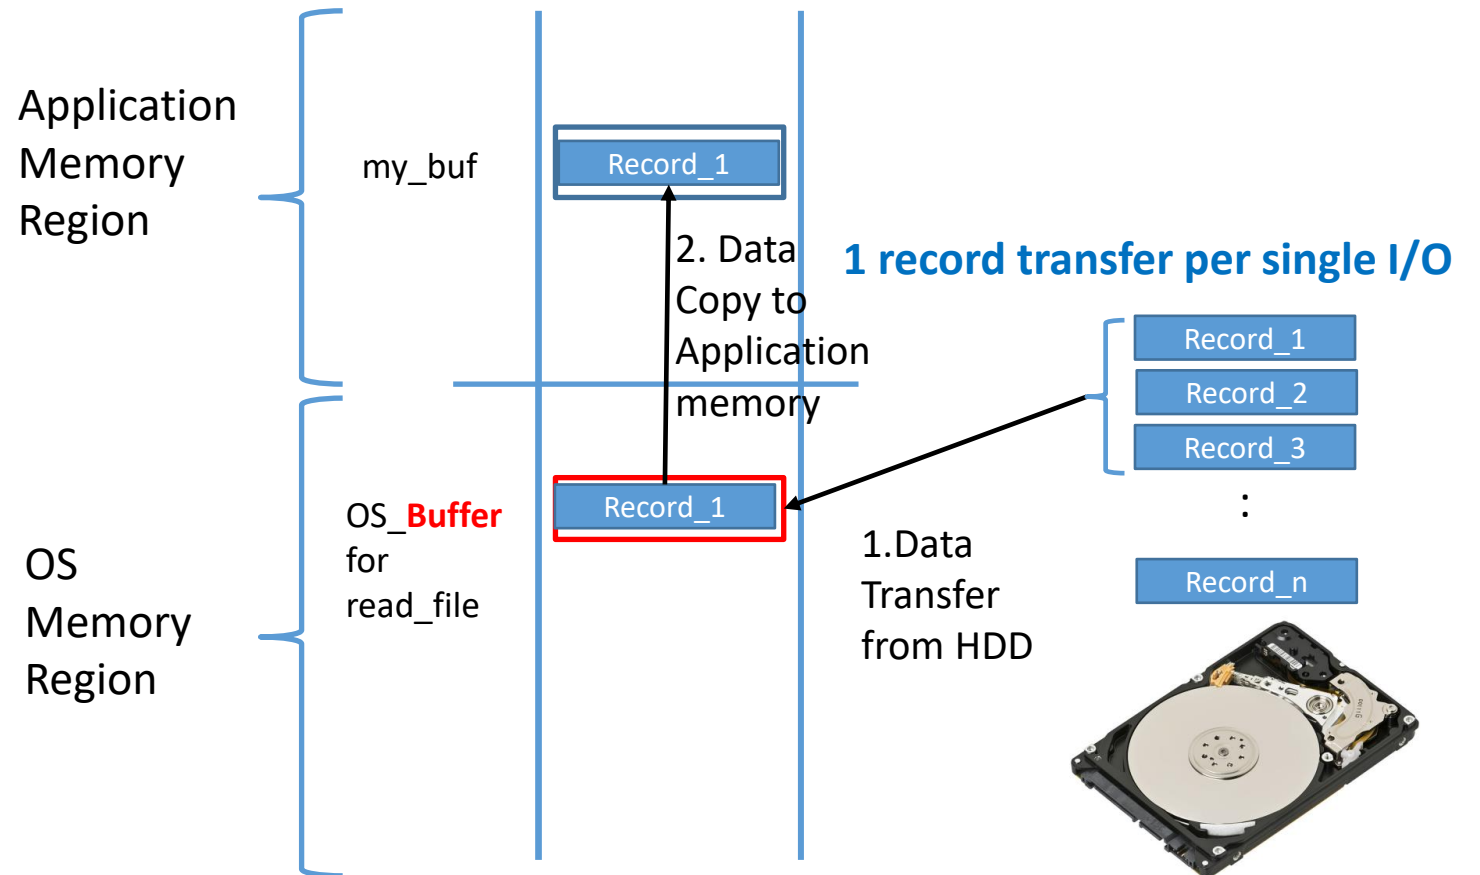 Application
Memory
Region
my_buf
Record_1
2. Data
Copy to
Application
memory
1 record transfer per single I/O
Record_1
Record_2
Record_3
:
Record_n
OS
Memory
Region
OS_Buffer
for
read_file
Record_1
1.Data
Transfer
from HDD